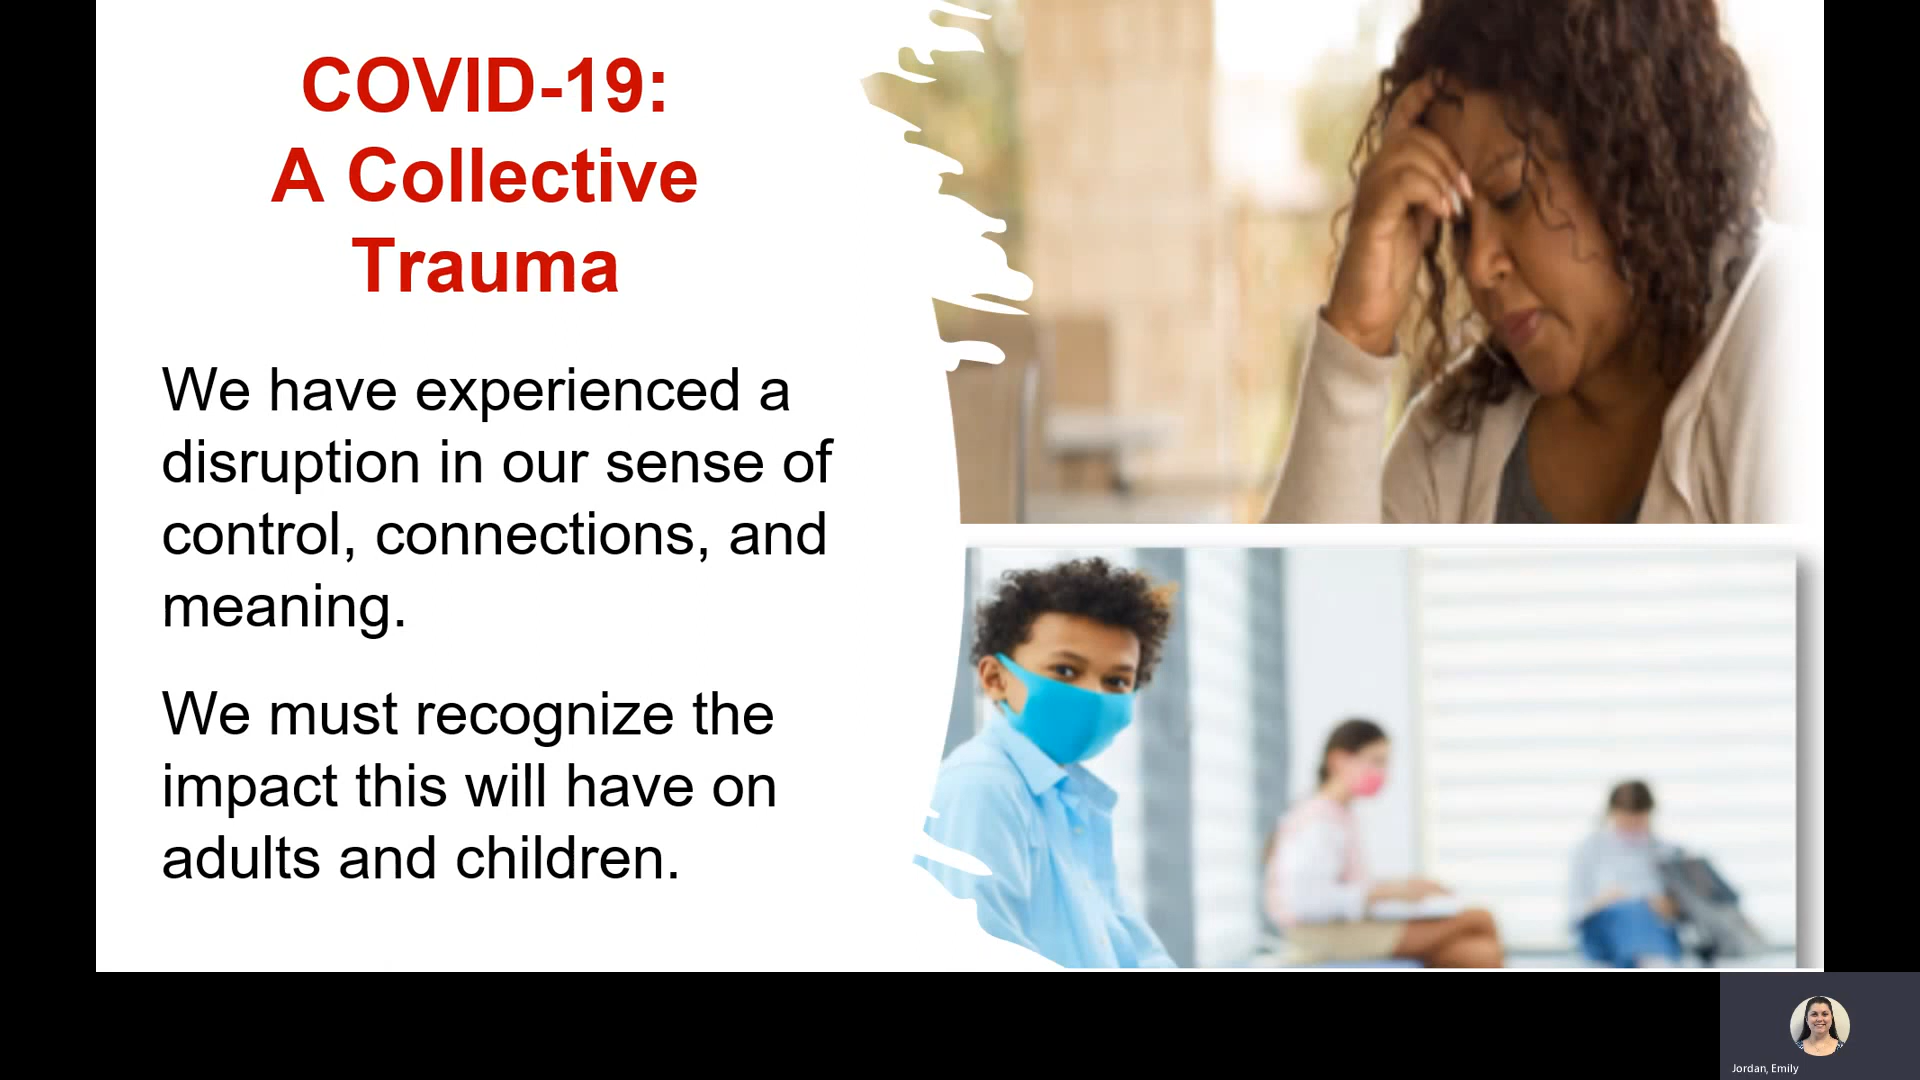 COVID-19:
A Collective
Trauma
We have experienced a
disruption in our sense of
control, connections, and
meaning.
We must recognize the
impact this will have on
adults and children.
Jordan, Emily